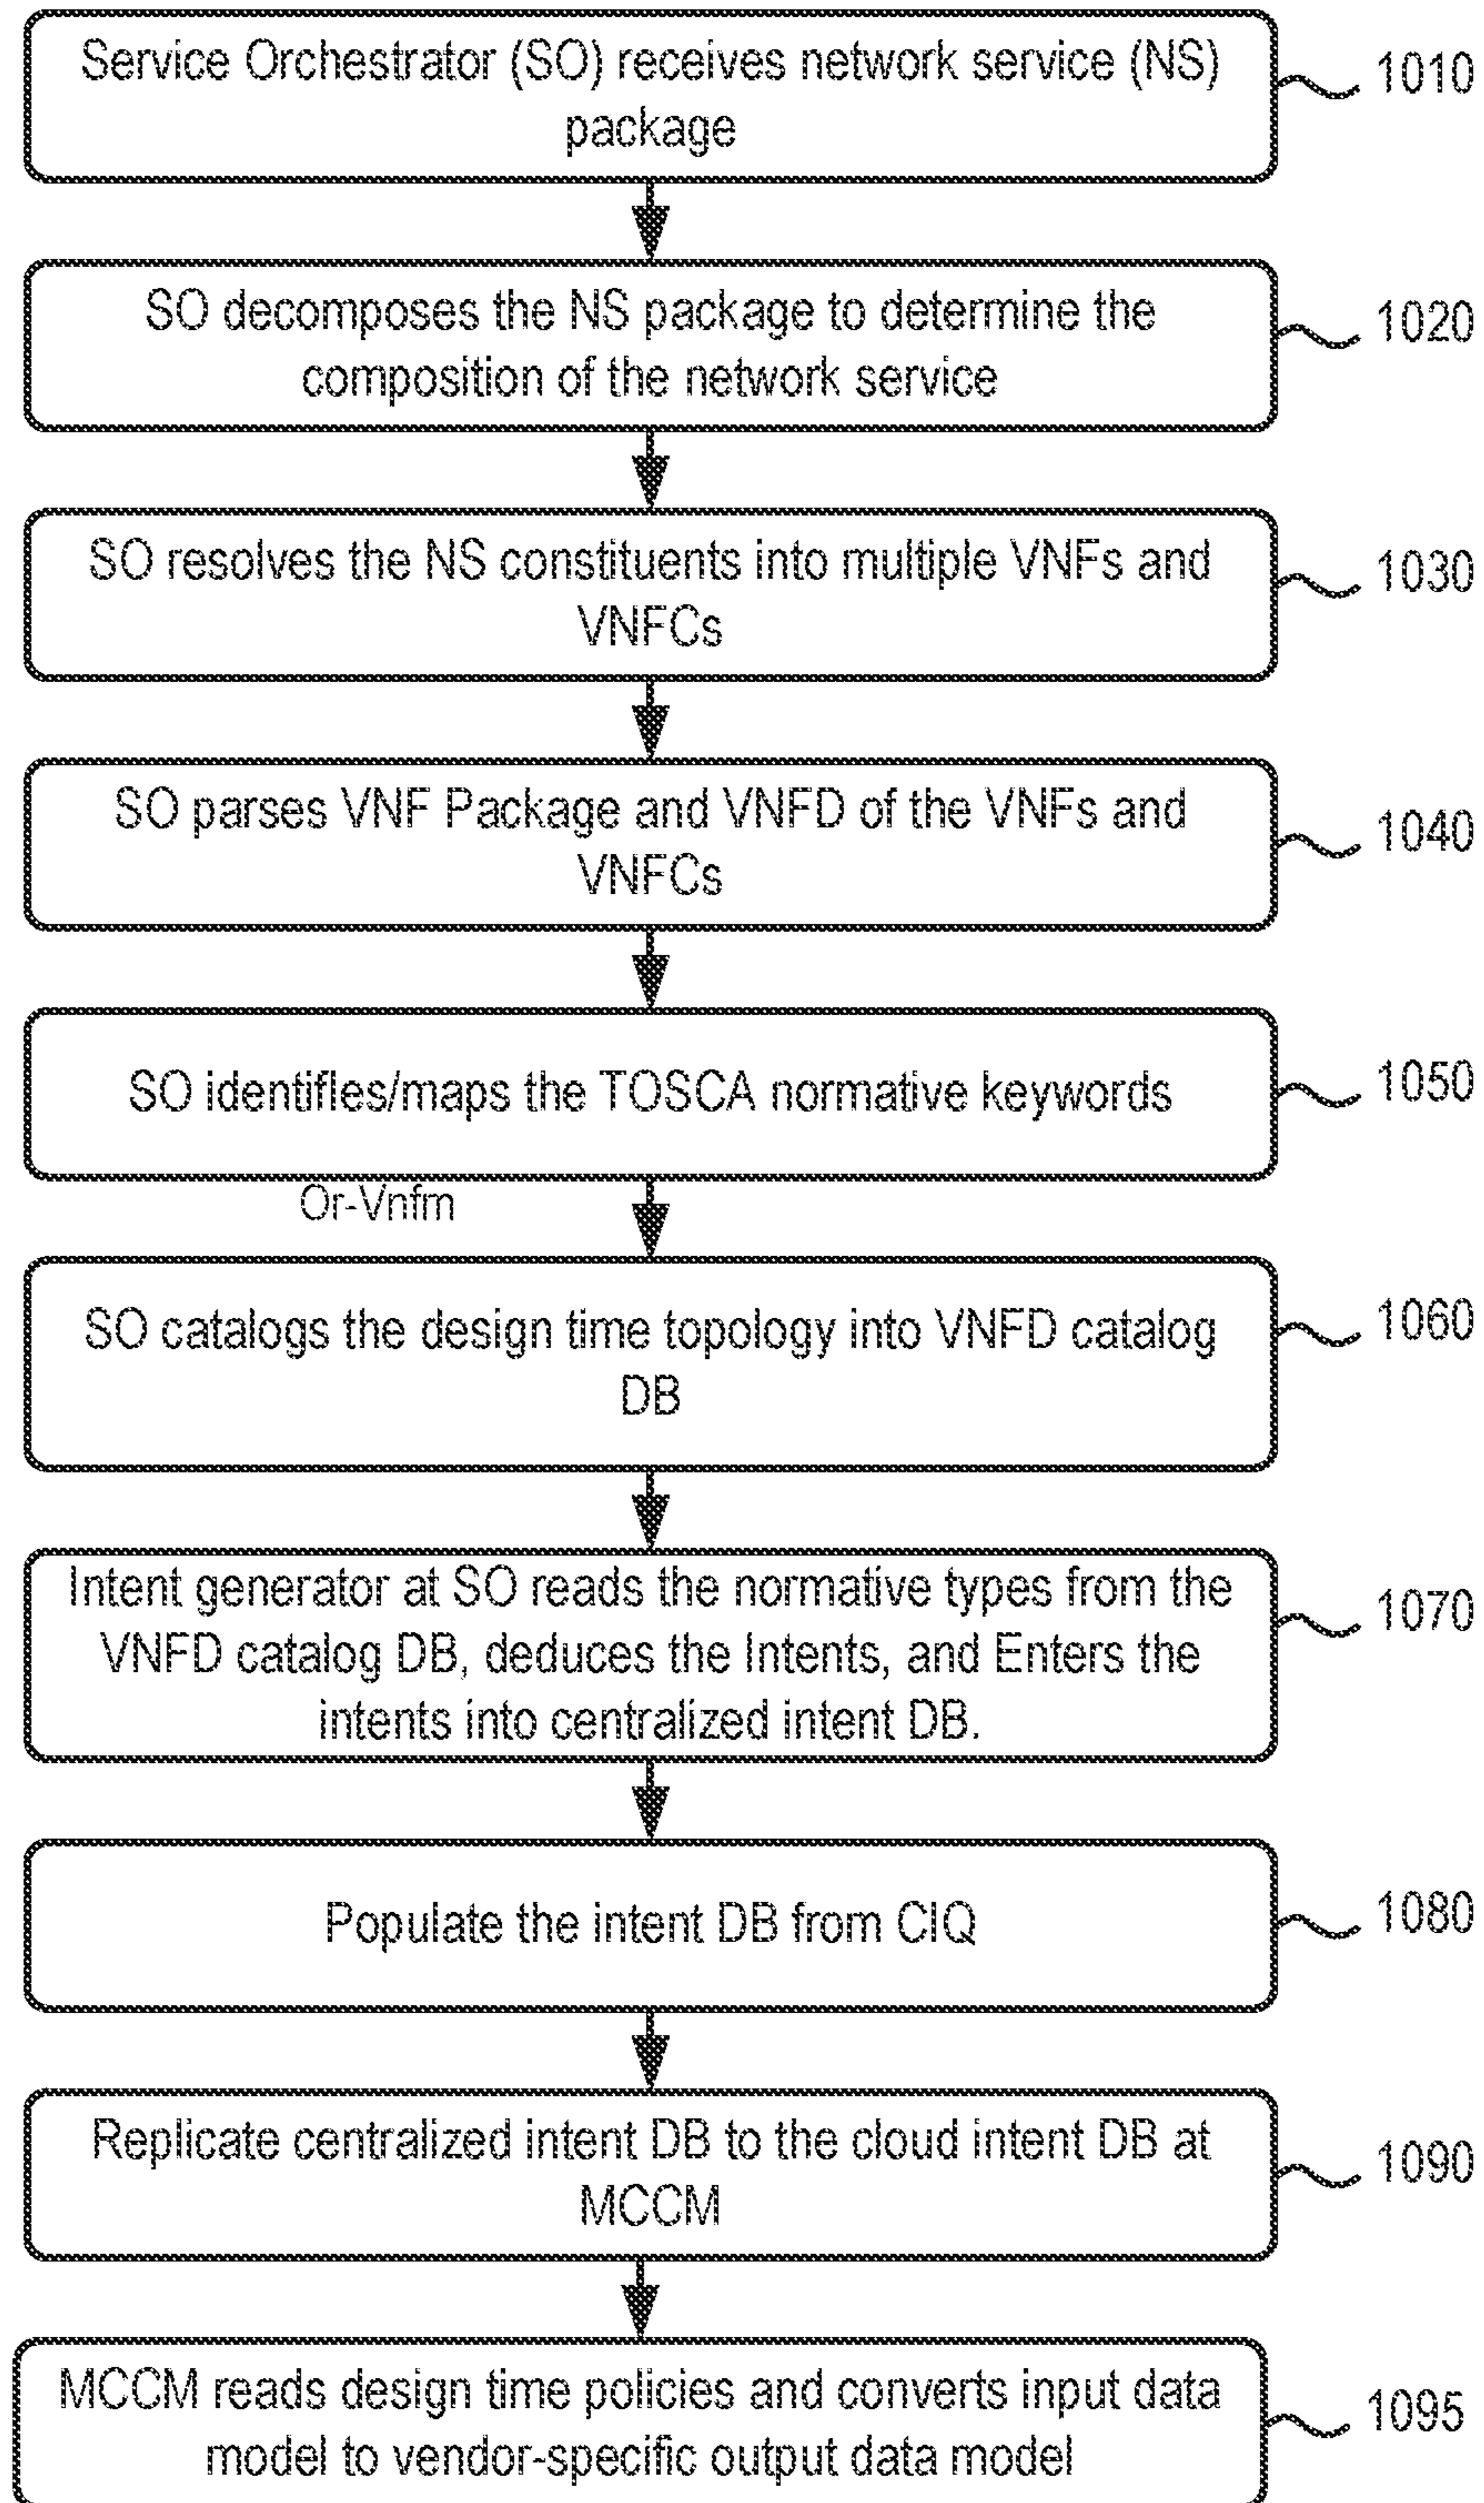 Service Orchestrator (SO) receives network service (NS)
package
1010
SO decomposes the NS package to determine the
composition of the network service
1020
SO resolves the NS constituents into multiple VNFs and
VNFCs
1030
SO parses VNF Package and VNFD of the VNFs and
VNFCs
1040
SO identifies/maps the TOSCA normative keywords
1050
Or-Vnfm
SO catalogs the design time topology into VNFD catalog
DB
1060
Intent generator at SO reads the normative types from the
VNFD catalog DB, deduces the Intents, and Enters the
intents into centralized intent DB.
1070
Populate the intent DB from CIQ
1080
Replicate centralized intent DB to the cloud intent DB at
MCCM
1090
MCCM reads design time policies and converts input data
model to vendor-specific output data model
1095